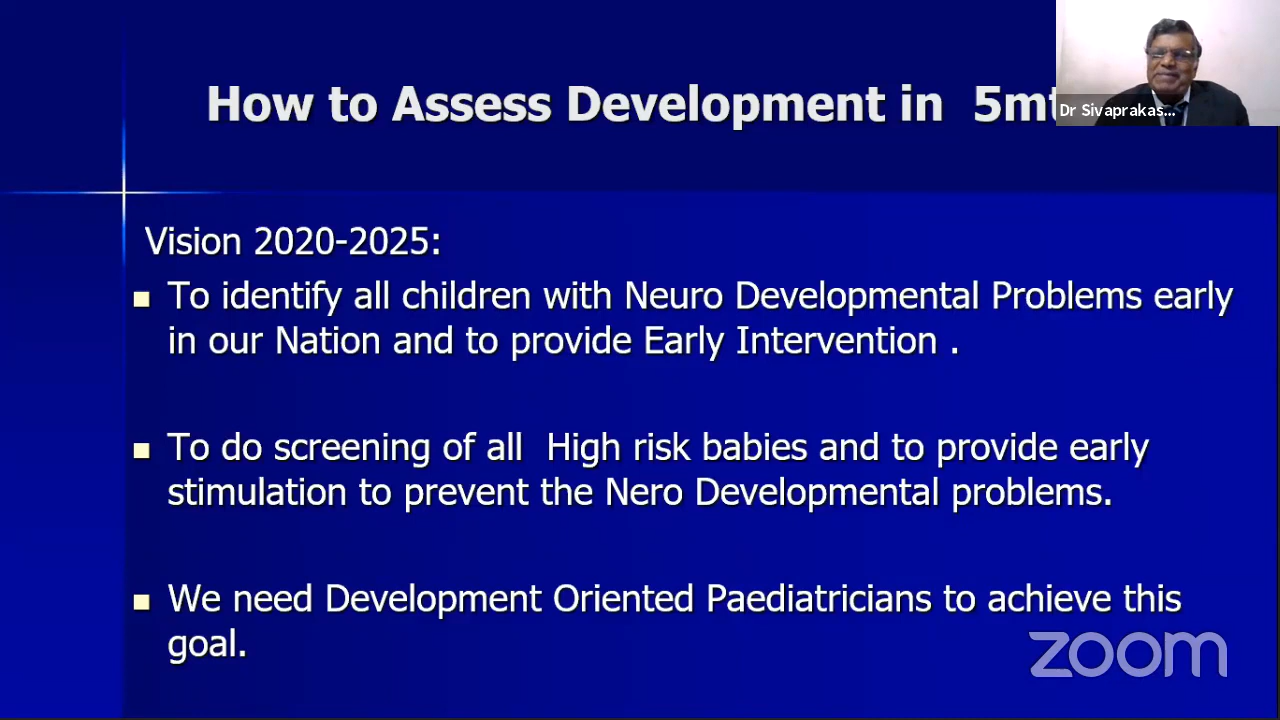 How to Assess Development in 5mt
Dr Sivaprakas...
Vision 2020-2025:
■ To identify all children with Neuro Developmental Problems early
in our Nation and to provide Early Intervention .
■ To do screening of all High risk babies and to provide early
stimulation to prevent the Nero Developmental problems.
■ We need Development Oriented Paediatricians to achieve this
goal.
zoom